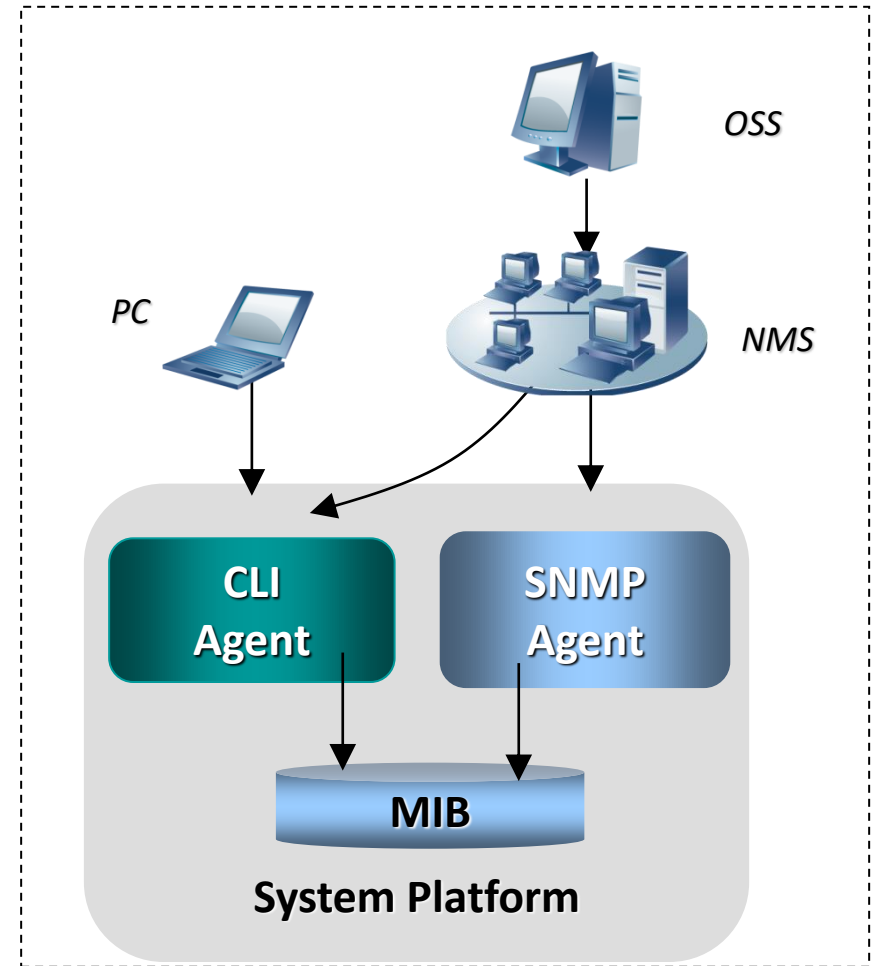 OSS
PC
NMS
CLI
Agent
SNMP
Agent
MIB
System Platform